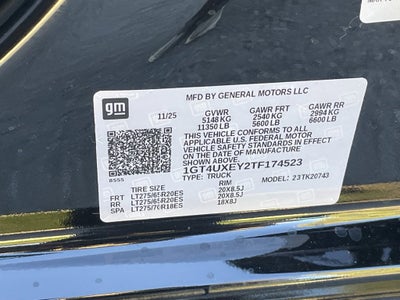 gm
MFD BY GENERAL MOTORS LLC
11/25 GVWR GAWR FRT GAWR RR
5148 KG 2540 KG 2994 KG
11350 LB 5600 LB 6600 LB
THIS VEHICLE CONFORMS TO ALL
APPLICABLE U.S. FEDERAL MOTOR
VEHICLE SAFETY STANDARDS IN EFFECT
ON THE DATE OF MANUFACTURE
SHOWN ABOVE.
8553 1GT4UXEY2TF174523
TYPE: TRUCK
TIRE SIZE RIM MODEL: Z3TK20743
FRT LT275/65R20ES 20X8.5J
RR LT275/65R20ES 20X8.5J
SPA LT275/70R18ES 18X8J